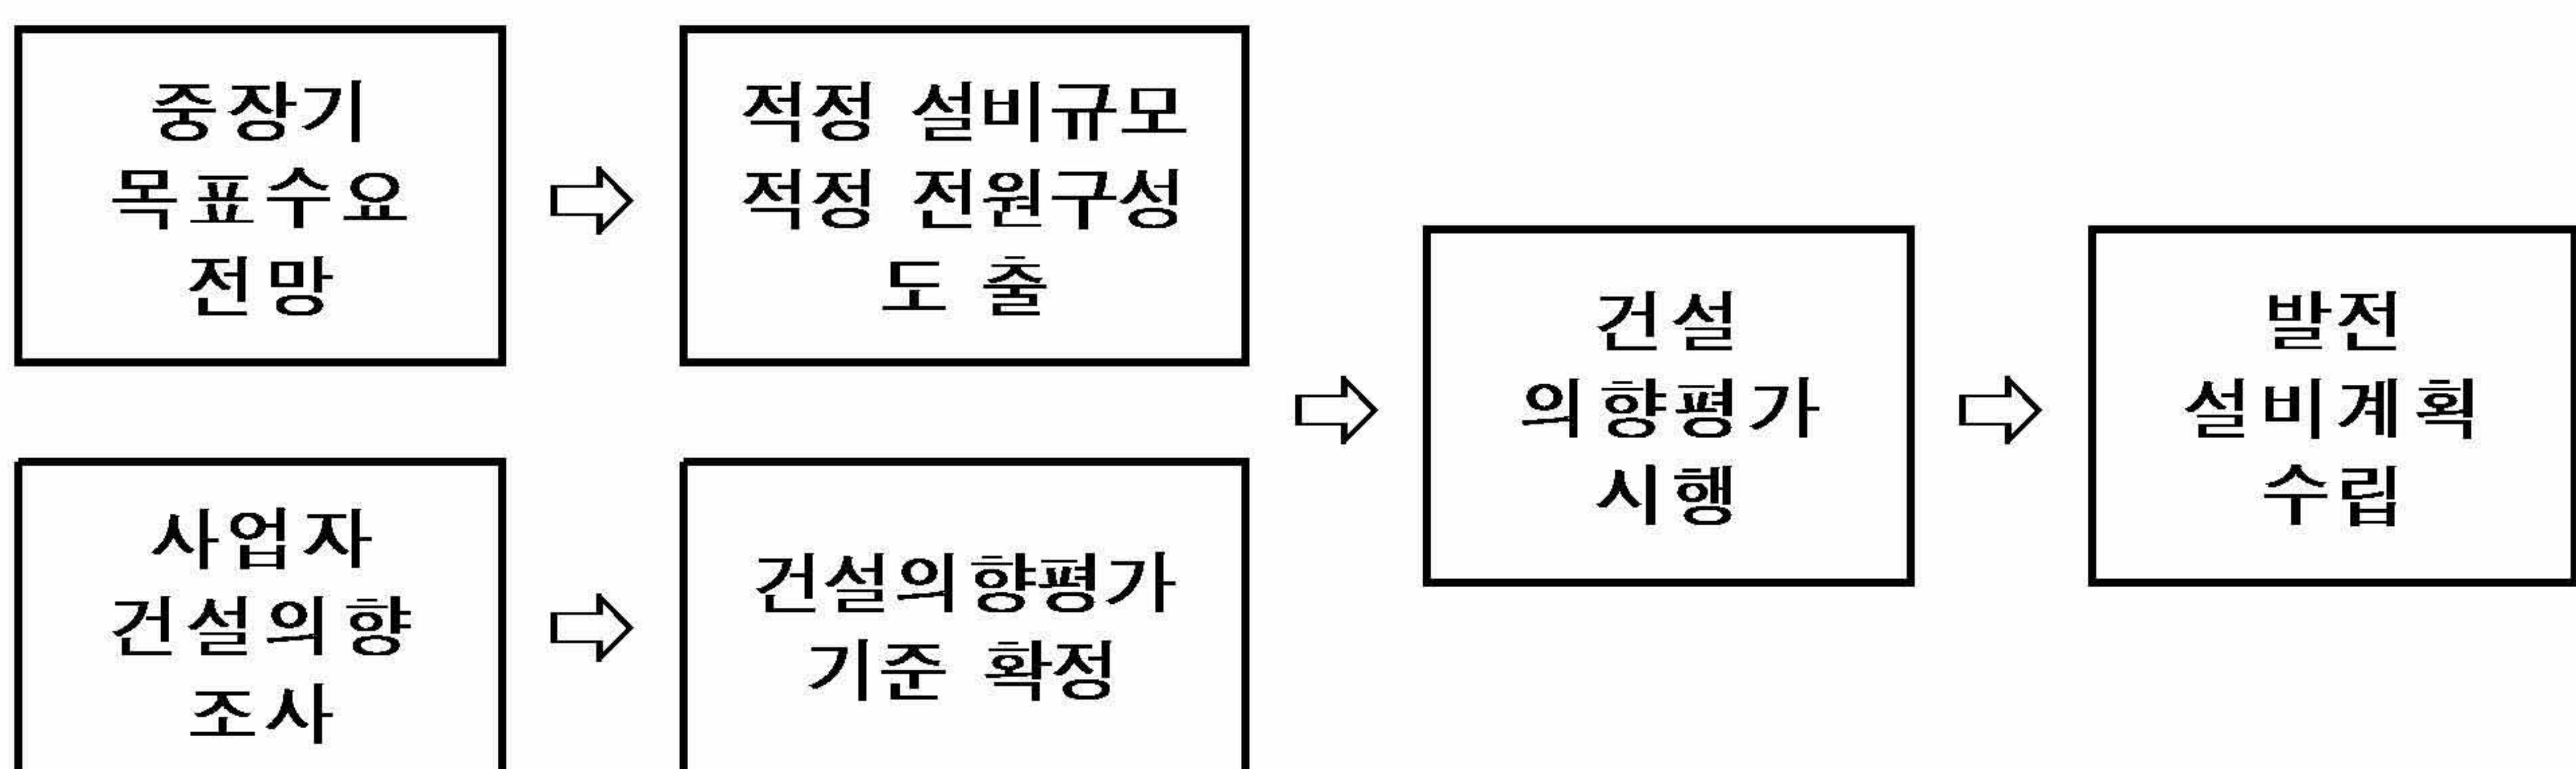 중장기
목표수요
전망
적정 설비규모
적정 전원구성
도 출
사업자
건설의향
조사
건설의향평가
기준 확정
건설
의향평가
시행
발전
설비계획
수립